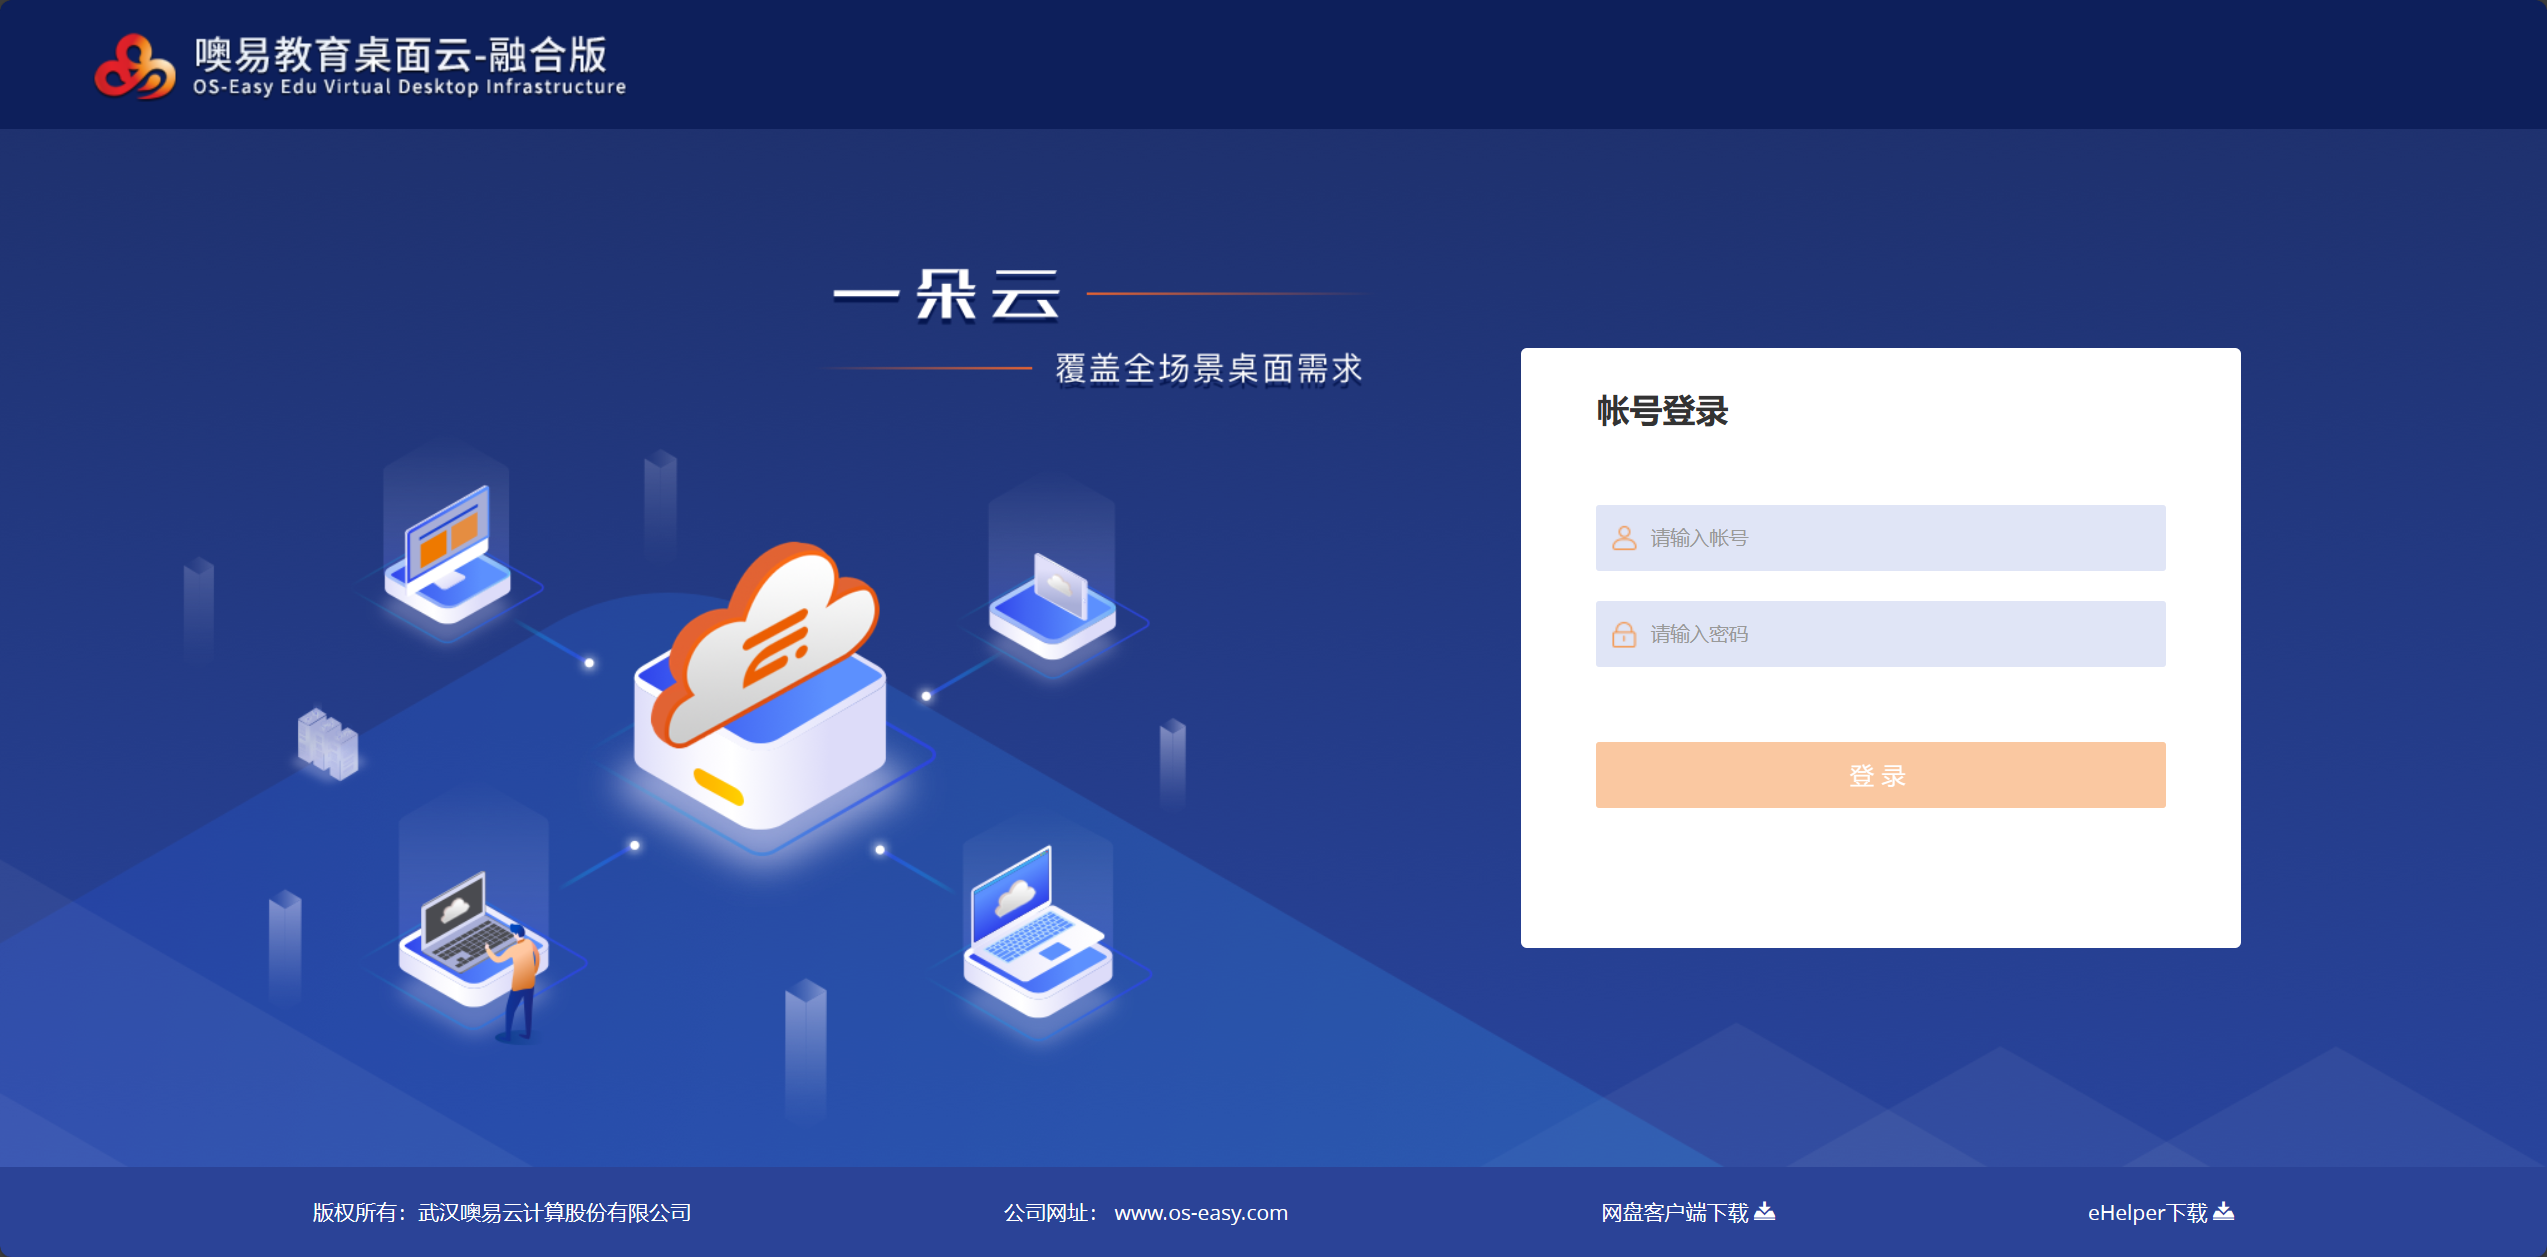 噢易教育桌面云-融合版
OS-Easy Edu Virtual Desktop Infrastructure
一朵云
覆盖全场景桌面需求
帐号登录
请输入帐号
请输入密码
登 录
版权所有：武汉噢易云计算股份有限公司
公司网址： www.os-easy.com
网盘客户端下载
eHelper下载